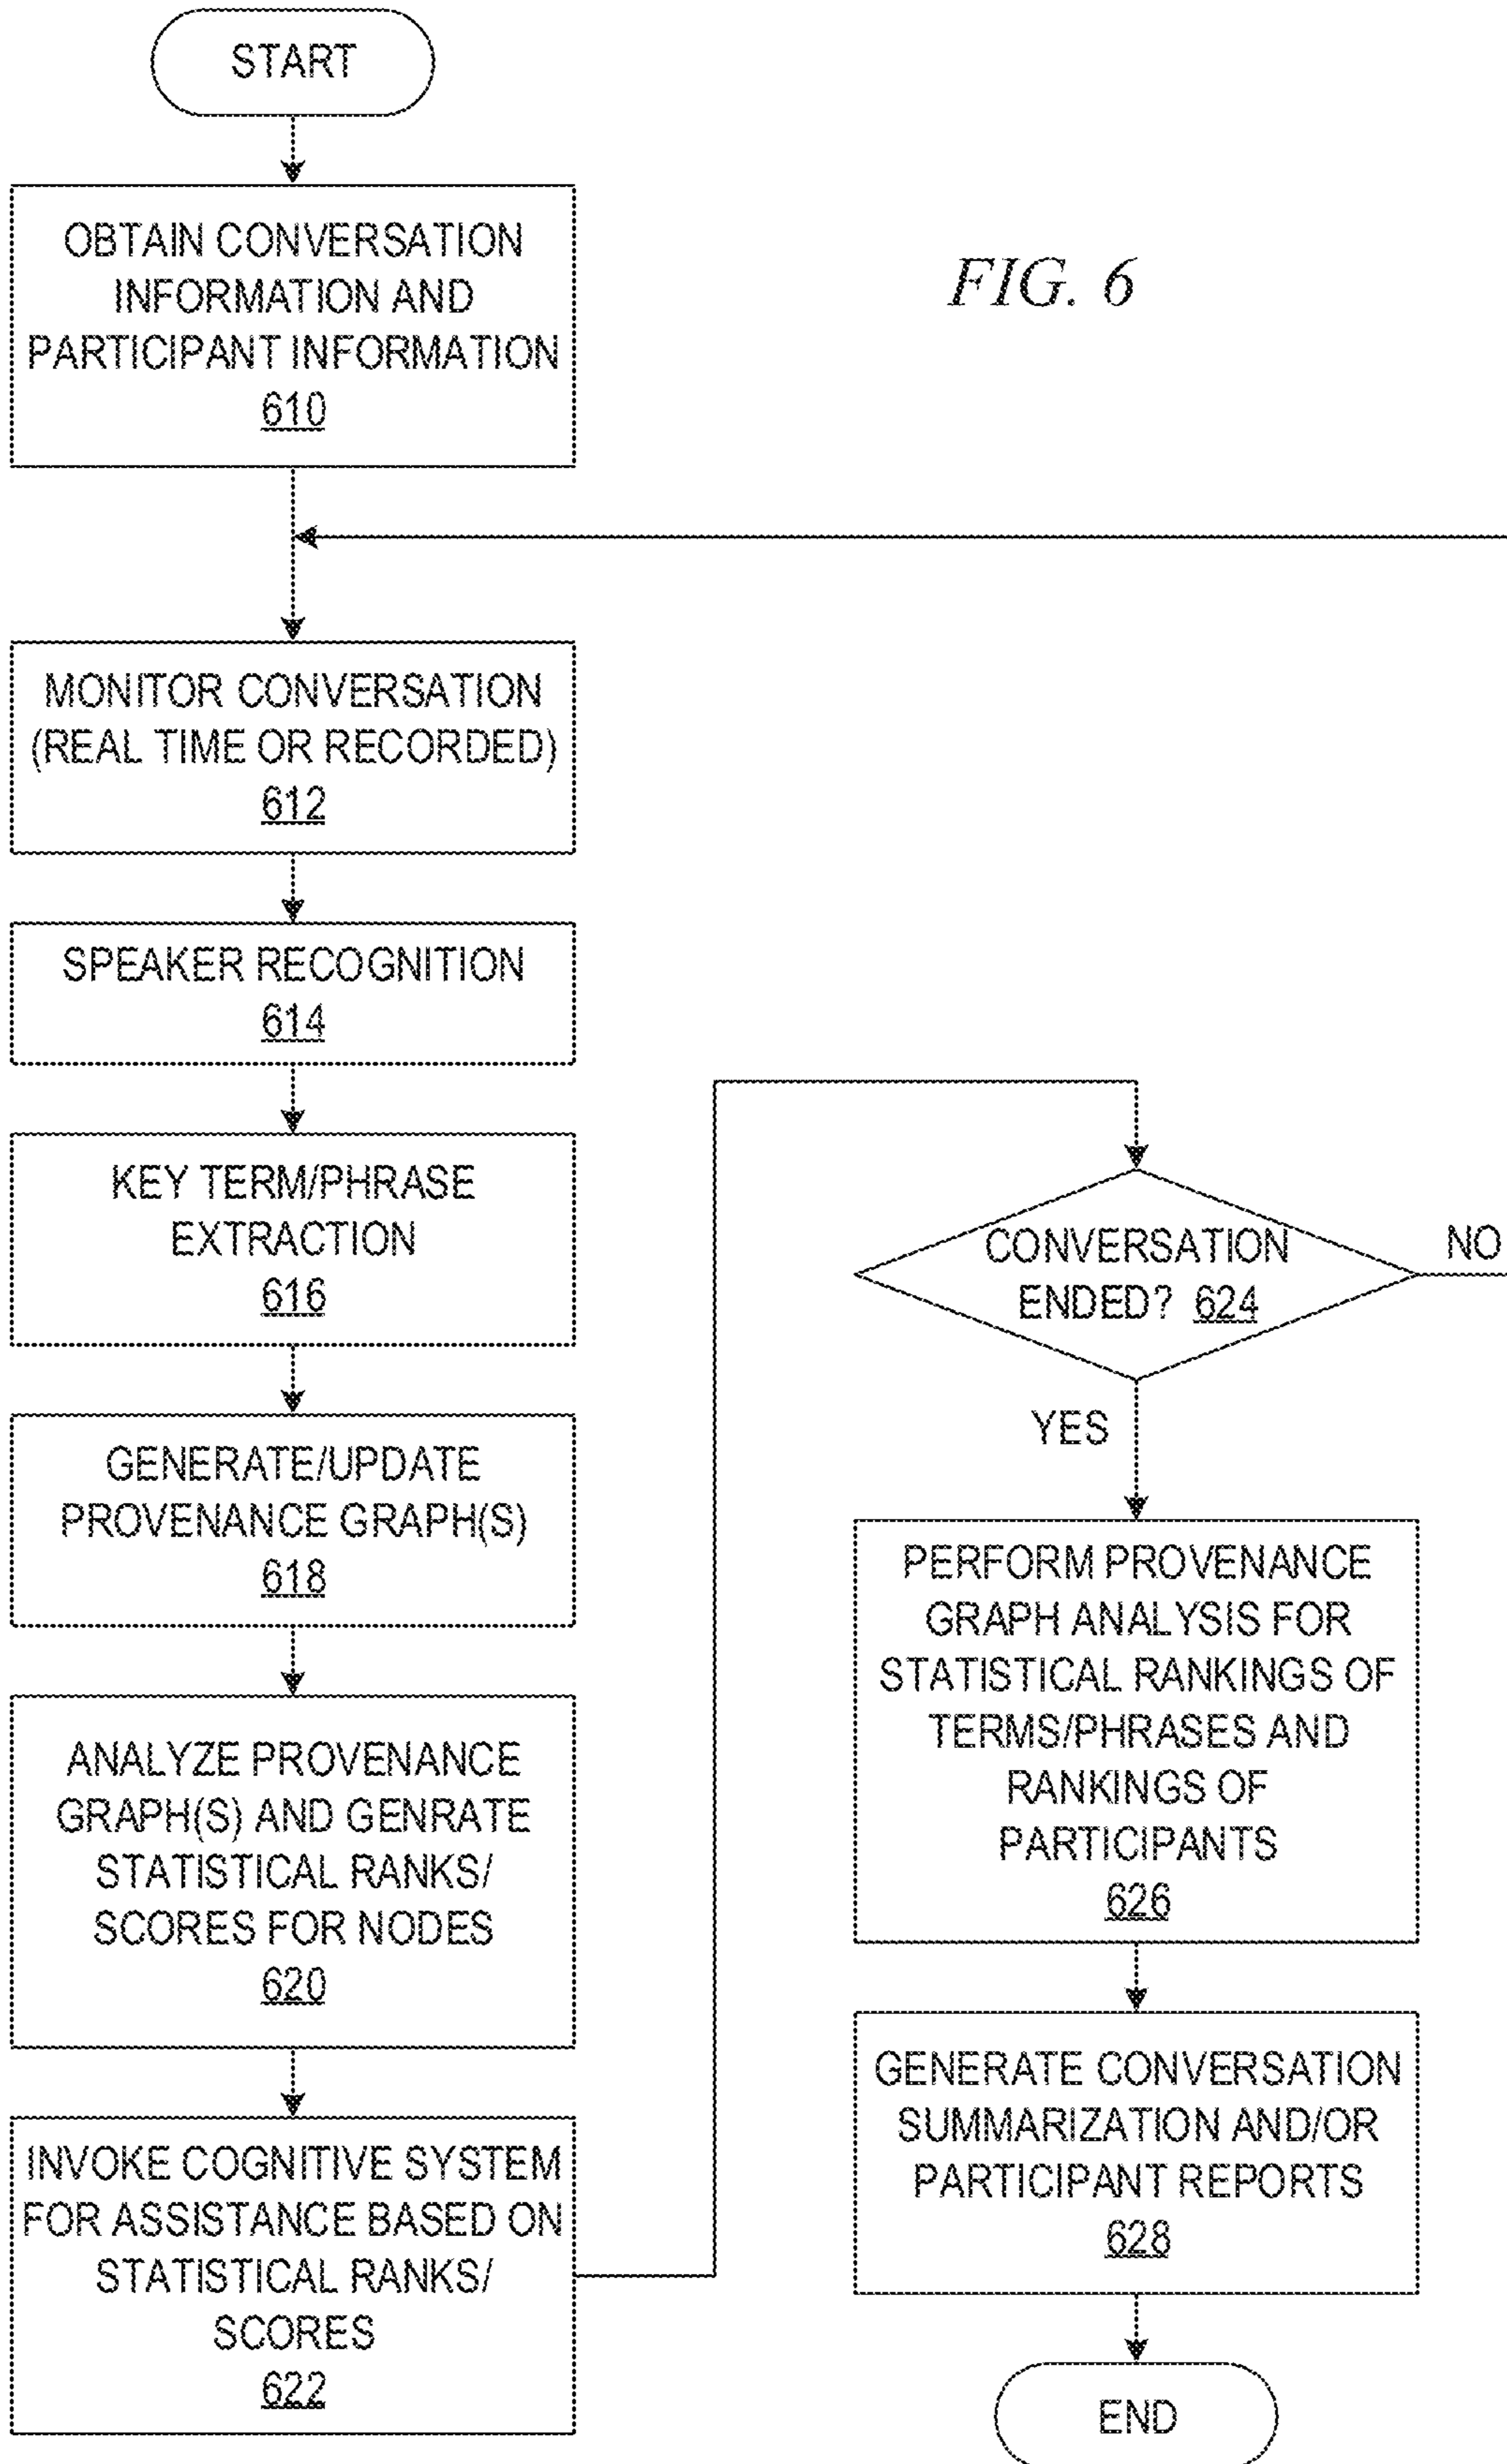 START
OBTAIN CONVERSATION
INFORMATION AND
PARTICIPANT INFORMATION
610
FIG. 6
MONITOR CONVERSATION
(REAL TIME OR RECORDED)
612
SPEAKER RECOGNITION
614
KEY TERM/PHRASE
EXTRACTION
616
GENERATE/UPDATE
PROVENANCE GRAPH(S)
618
ANALYZE PROVENANCE
GRAPH(S) AND GENRATE
STATISTICAL RANKS/
SCORES FOR NODES
620
INVOKE COGNITIVE SYSTEM
FOR ASSISTANCE BASED ON
STATISTICAL RANKS/
SCORES
622
CONVERSATION
ENDED? 624
NO
YES
PERFORM PROVENANCE
GRAPH ANALYSIS FOR
STATISTICAL RANKINGS OF
TERMS/PHRASES AND
RANKINGS OF
PARTICIPANTS
626
GENERATE CONVERSATION
SUMMARIZATION AND/OR
PARTICIPANT REPORTS
628
END